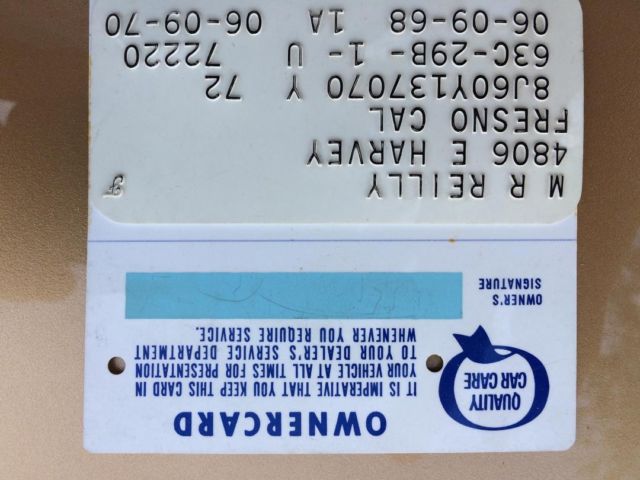 OWNERCARD
QUALITY
CAR CARE
IT IS IMPERATIVE THAT YOU KEEP THIS CARD IN
YOUR VEHICLE AT ALL TIMES FOR PRESENTATION
TO YOUR DEALER'S SERVICE DEPARTMENT
WHENEVER YOU REQUIRE SERVICE.
OWNER'S
SIGNATURE
M R REILLY
4806 E HARVEY
FRESNO CAL
8J60Y137070 Y 72
63C-29B- 1- U 72220
06-09-68 1A 06-09-70